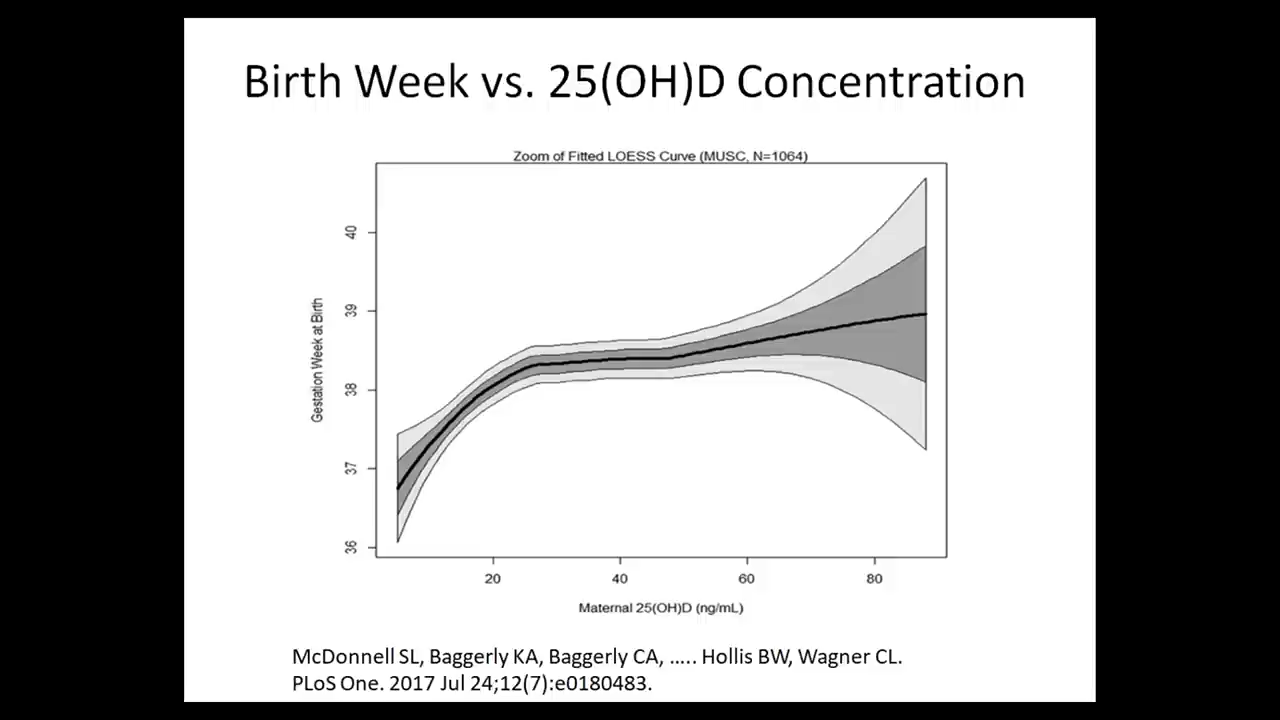 Birth Week vs. 25(OH)D Concentration
Zoom of Fitted LOESS Curve (MUSC, N=1064)
Gestation Week at Birth
40
39
38
37
36
20 40 60 80
Maternal 25(OH)D (ng/mL)
McDonnell SL, Baggerly KA, Baggerly CA, ..... Hollis BW, Wagner CL.
PLoS One. 2017 Jul 24;12(7):e0180483.